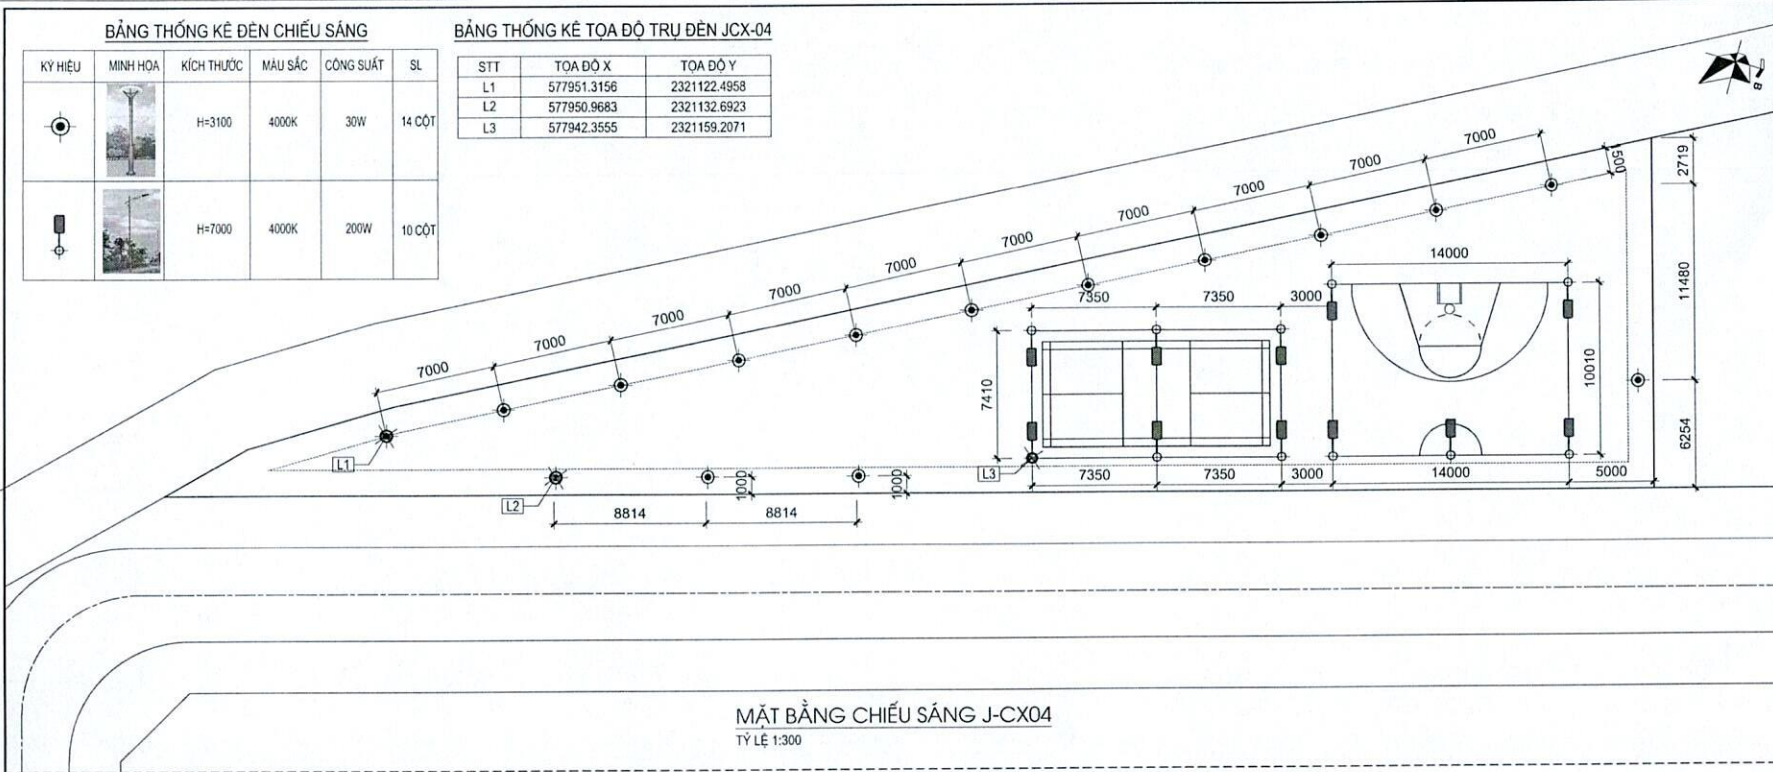 BẢNG THỐNG KÊ ĐÈN CHIẾU SÁNG
KÝ HIỆU MINH HỌA KÍCH THƯỚC MÀU SẮC CÔNG SUẤT SL
H=3100 4000K 30W 14 CỘT
H=7000 4000K 200W 10 CỘT
BẢNG THỐNG KÊ TỌA ĐỘ TRỤ ĐÈN JCX-04
STT TỌA ĐỘ X TỌA ĐỘ Y
L1 577951.3156 2321122.4958
L2 577950.9683 2321132.6923
L3 577942.3555 2321159.2071
B
7000
7000
7000
7000
7000
7000
7000
7000
7000
7000
1500
2719
11480
6254
14000
10010
7350 7350 3000
7410
L1
L2
L3
1000
1000
8814 8814
7350 7350 3000 14000 5000
MẶT BẰNG CHIẾU SÁNG J-CX04
TỶ LỆ 1:300